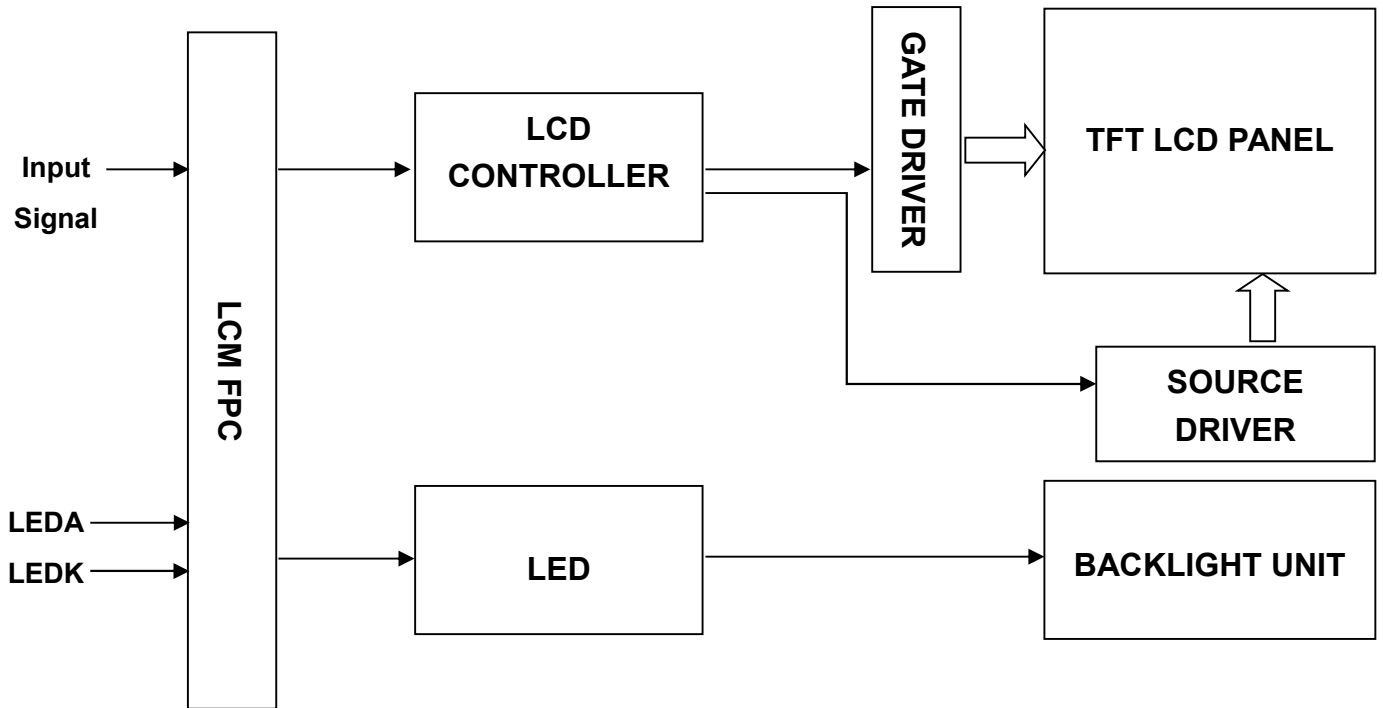 Input
Signal
LEDA
LEDK
LCM FPC
LCD
CONTROLLER
LED
GATE DRIVER
TFT LCD PANEL
SOURCE
DRIVER
BACKLIGHT UNIT